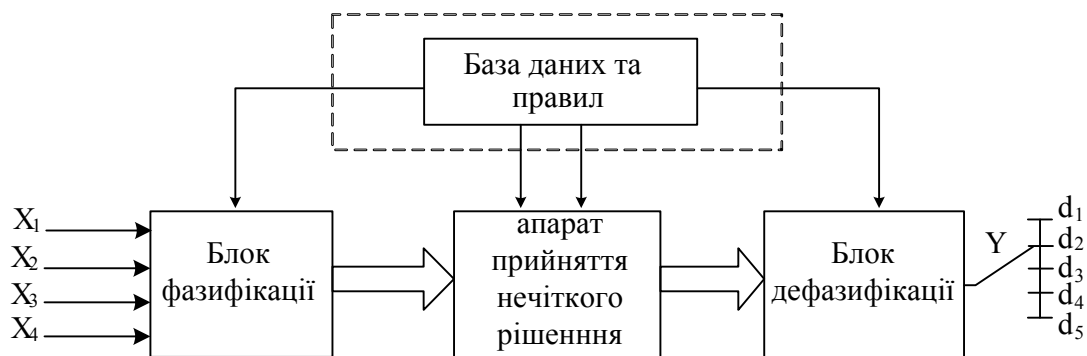 База даних та
правил
X1
X2
X3
X4
Блок
фазифікації
апарат
прийняття
нечіткого
рішенння
Блок
дефазифікації
Y
d1
d2
d3
d4
d5